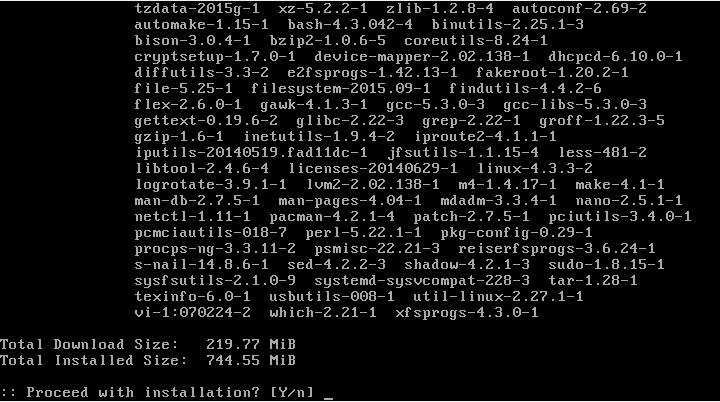 tzdata-2015g-1  xz-5.2.2-1  zlib-1.2.8-4  autoconf-2.69-2
automake-1.15-1  bash-4.3.042-4  binutils-2.25.1-3
bison-3.0.4-1  bzip2-1.0.6-5  coreutils-8.24-1
cryptsetup-1.7.0-1  device-mapper-2.02.138-1  dhcpcd-6.10.0-1
diffutils-3.3-2  e2fsprogs-1.42.13-1  fakeroot-1.20.2-1
file-5.25-1  filesystem-2015.09-1  findutils-4.4.2-6
flex-2.6.0-1  gawk-4.1.3-1  gcc-5.3.0-3  gcc-libs-5.3.0-3
gettext-0.19.6-2  glibc-2.22-3  grep-2.22-1  groff-1.22.3-5
gzip-1.6-1  inetutils-1.9.4-2  iproute2-4.1.1-1
iputils-20140519.fad11dc-1  jfsutils-1.1.15-4  less-481-2
libtool-2.4.6-4  licenses-20140629-1  linux-4.3.3-2
logrotate-3.9.1-1  lvm2-2.02.138-1  m4-1.4.17-1  make-4.1-1
man-db-2.7.5-1  man-pages-4.04-1  mdadm-3.3.4-1  nano-2.5.1-1
netctl-1.11-1  pacman-4.2.1-4  patch-2.7.5-1  pciutils-3.4.0-1
pcmciautils-018-7  perl-5.22.1-1  pkg-config-0.29-1
procps-ng-3.3.11-2  psmisc-22.21-3  reiserfsprogs-3.6.24-1
s-nail-14.8.6-1  sed-4.2.2-3  shadow-4.2.1-3  sudo-1.8.15-1
sysfsutils-2.1.0-9  systemd-sysvcompat-228-3  tar-1.28-1
texinfo-6.0-1  usbutils-008-1  util-linux-2.27.1-1
vi-1:070224-2  which-2.21-1  xfsprogs-4.3.0-1
Total Download Size:   219.77 MiB
Total Installed Size:  744.55 MiB
:: Proceed with installation? [Y/n] _